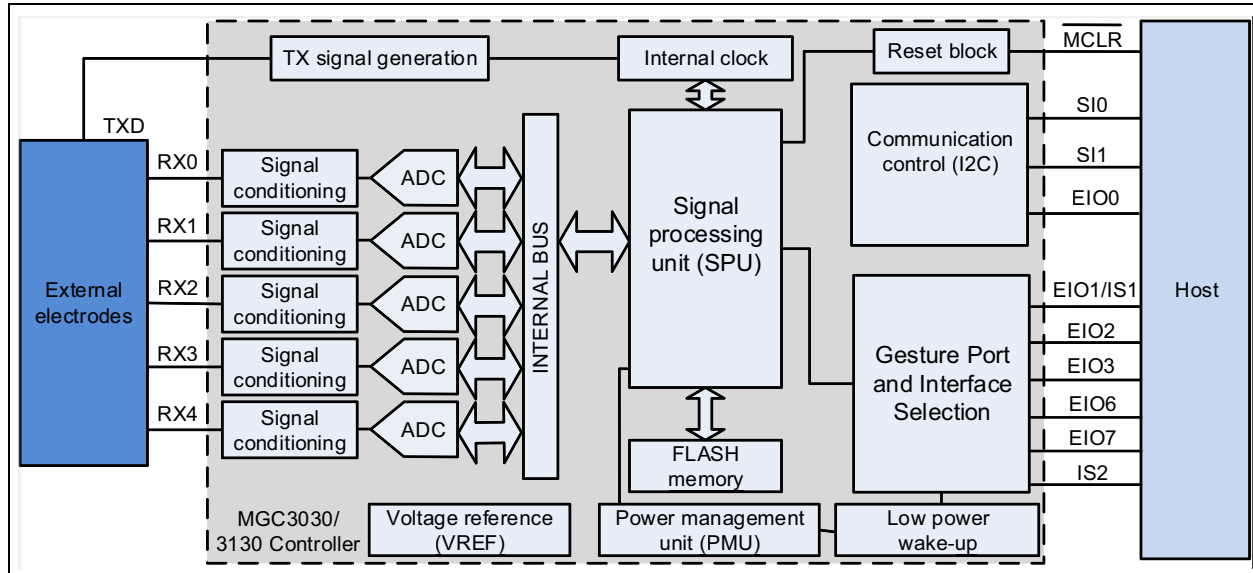 TX signal generation
Internal clock
Reset block
MCLR
TXD
RX0
RX1
RX2
RX3
RX4
External
electrodes
Signal
conditioning
ADC
Signal
conditioning
ADC
Signal
conditioning
ADC
Signal
conditioning
ADC
Signal
conditioning
ADC
INTERNAL BUS
Signal
processing
unit (SPU)
FLASH
memory
Communication
control (I2C)
SI0
SI1
EIO0
Gesture Port
and Interface
Selection
EIO1/IS1
EIO2
EIO3
EIO6
EIO7
IS2
Host
MGC3030/
3130 Controller
Voltage reference
(VREF)
Power management
unit (PMU)
Low power
wake-up